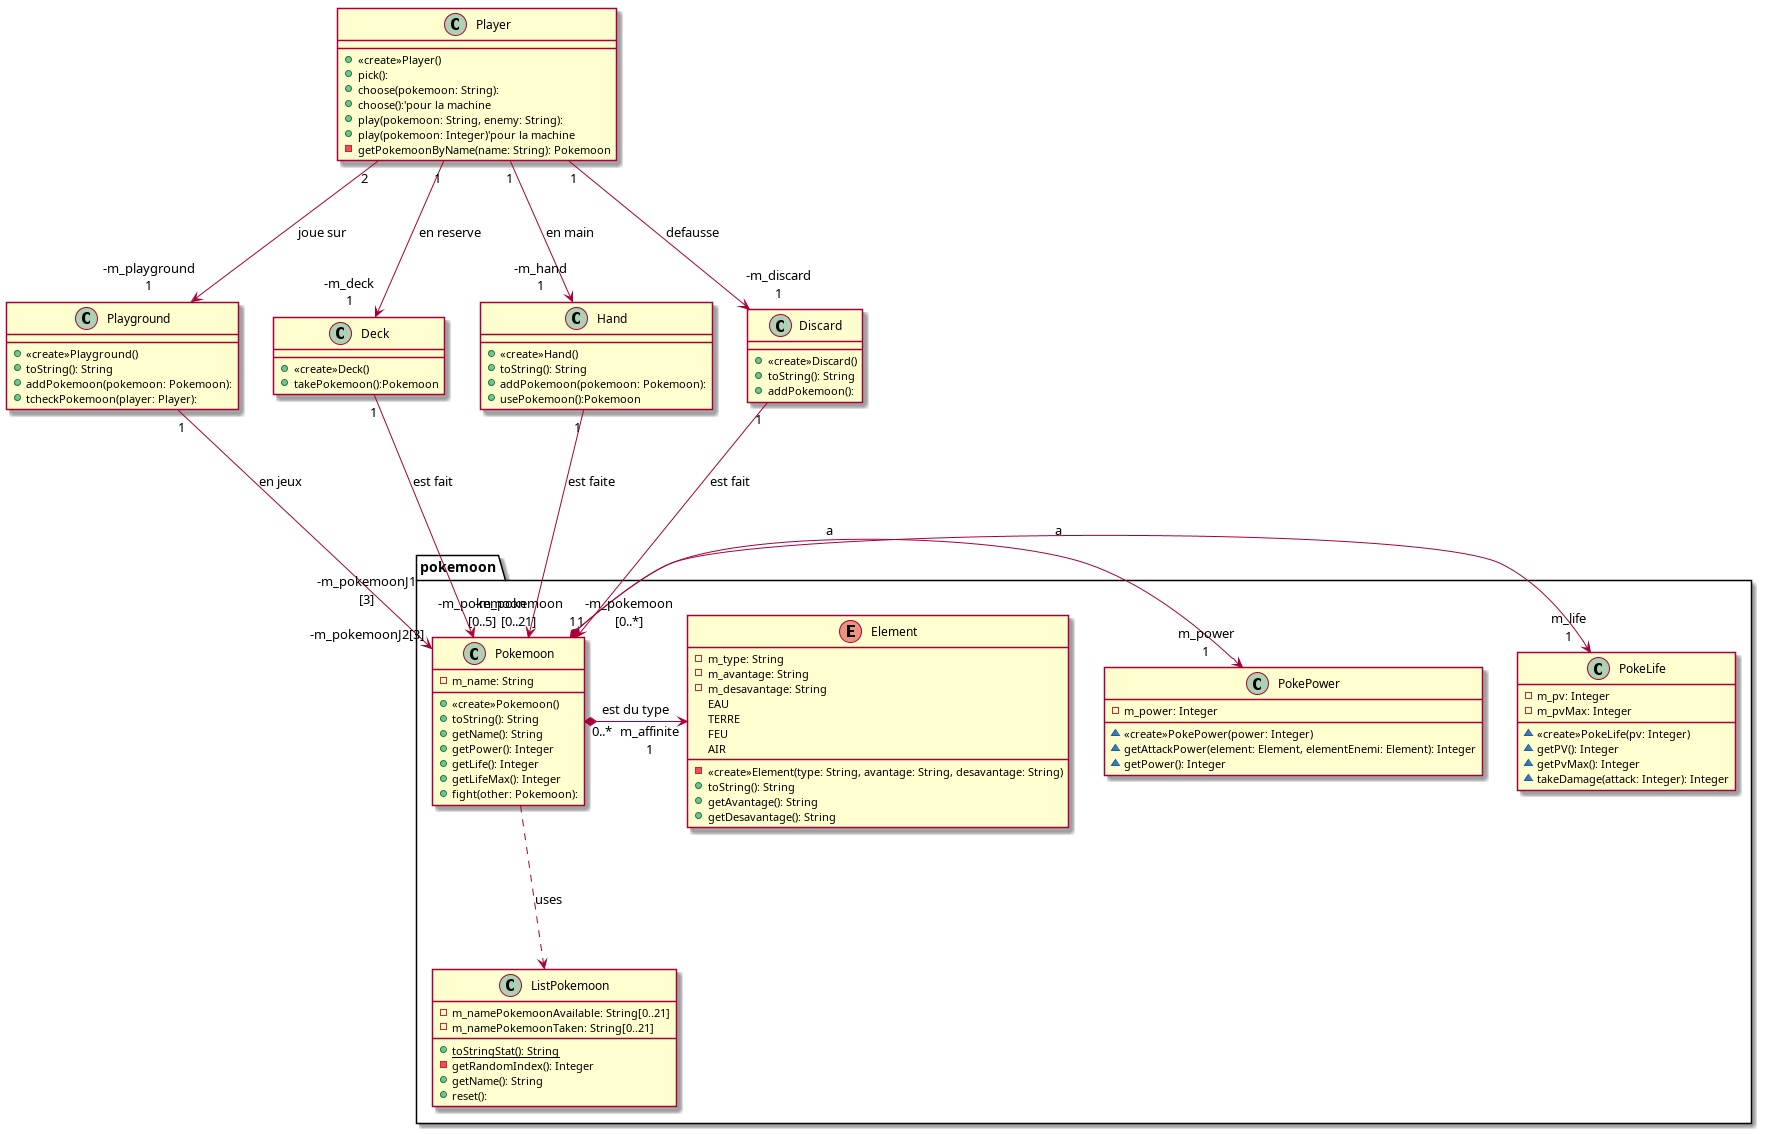 C Player
«create»Player()
pick():
choose(pokemoon: String):
choose():'pour la machine
play(pokemoon: String, enemy: String):
play(pokemoon: Integer)'pour la machine
getPokemoonByName(name: String): Pokemoon
2
1
1
1
joue sur
en reserve
en main
defausse
-m_playground
1
-m_deck
1
-m_hand
1
-m_discard
1
C Playground
«create»Playground()
toString(): String
addPokemoon(pokemon: Pokemoon):
tcheckPokemoon(player: Player):
C Deck
«create»Deck()
takePokemoon():Pokemoon
C Hand
«create»Hand()
toString(): String
addPokemoon(pokemon: Pokemoon):
usePokemoon():Pokemoon
C Discard
«create»Discard()
toString(): String
addPokemoon():
1
1
1
1
en jeux
est fait
est faite
est fait
a
a
pokemoon
-m_pokemoonJ1
[3]
-m_pokemoonJ2[3]
-m_pokemoon
[0..5]
-m_pokemoon
[0..21]
-m_pokemoon
[0..*]
1
1
m_power
1
m_life
1
C Pokemoon
m_name: String
«create»Pokemoon()
toString(): String
getName(): String
getPower(): Integer
getLife(): Integer
getLifeMax(): Integer
fight(other: Pokemoon):
est du type
0..*
m_affinite
1
E Element
m_type: String
m_avantage: String
m_desavantage: String
EAU
TERRE
FEU
AIR
«create»Element(type: String, avantage: String, desavantage: String)
toString(): String
getAvantage(): String
getDesavantage(): String
C PokePower
m_power: Integer
«create»PokePower(power: Integer)
getAttackPower(element: Element, elementEnemi: Element): Integer
getPower(): Integer
C PokeLife
m_pv: Integer
m_pvMax: Integer
«create»PokeLife(pv: Integer)
getPV(): Integer
getPvMax(): Integer
takeDamage(attack: Integer): Integer
uses
C ListPokemoon
m_namePokemoonAvailable: String[0..21]
m_namePokemoonTaken: String[0..21]
toStringStat(): String
getRandomIndex(): Integer
getName(): String
reset():